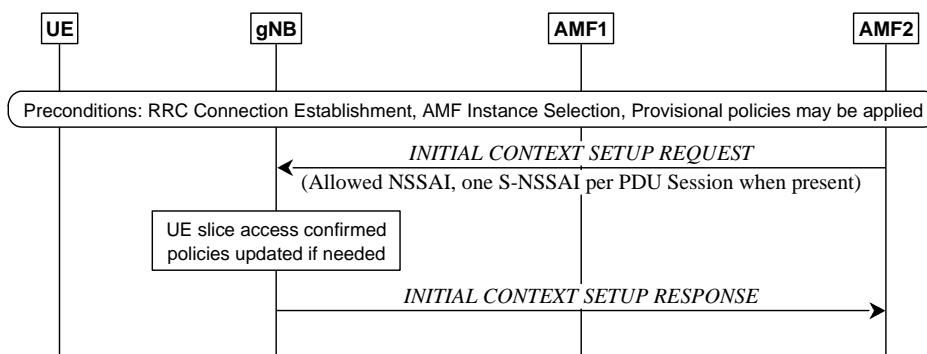 UE
gNB
AMF1
AMF2
Preconditions: RRC Connection Establishment, AMF Instance Selection, Provisional policies may be applied
INITIAL CONTEXT SETUP REQUEST
(Allowed NSSAI, one S-NSSAI per PDU Session when present)
UE slice access confirmed
policies updated if needed
INITIAL CONTEXT SETUP RESPONSE